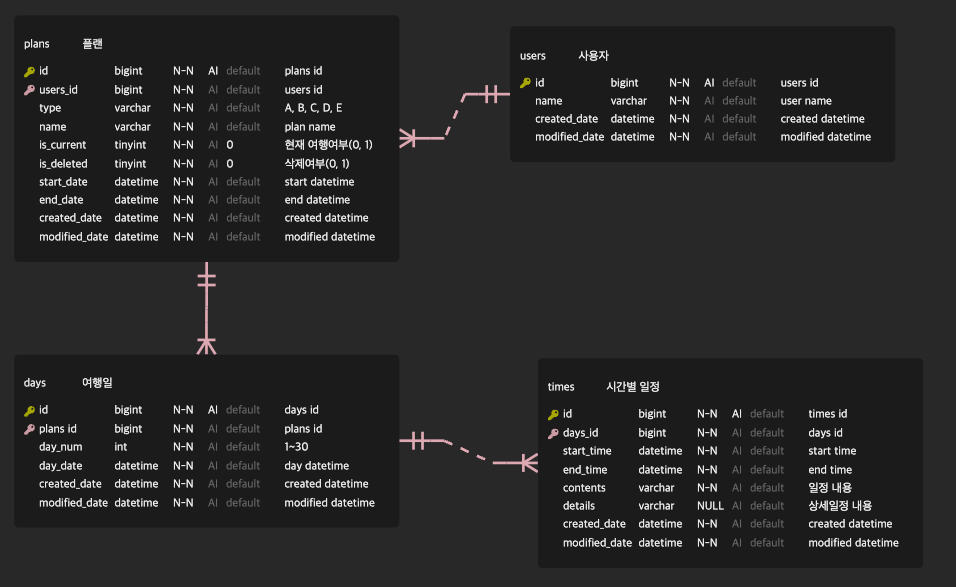 plans 플랜
id bigint N-N AI default plans id
users_id bigint N-N AI default users id
type varchar N-N AI default A, B, C, D, E
name varchar N-N AI default plan name
is_current tinyint N-N AI 0 현재 여행여부(0, 1)
is_deleted tinyint N-N AI 0 삭제여부(0, 1)
start_date datetime N-N AI default start datetime
end_date datetime N-N AI default end datetime
created_date datetime N-N AI default created datetime
modified_date datetime N-N AI default modified datetime
users 사용자
id bigint N-N AI default users id
name varchar N-N AI default user name
created_date datetime N-N AI default created datetime
modified_date datetime N-N AI default modified datetime
days 여행일
id bigint N-N AI default days id
plans id bigint N-N AI default plans id
day_num int N-N AI default 1~30
day_date datetime N-N AI default day datetime
created_date datetime N-N AI default created datetime
modified_date datetime N-N AI default modified datetime
times 시간별 일정
id bigint N-N AI default times id
days_id bigint N-N AI default days id
start_time datetime N-N AI default start time
end_time datetime N-N AI default end time
contents varchar N-N AI default 일정 내용
details varchar NULL AI default 상세일정 내용
created_date datetime N-N AI default created datetime
modified_date datetime N-N AI default modified datetime